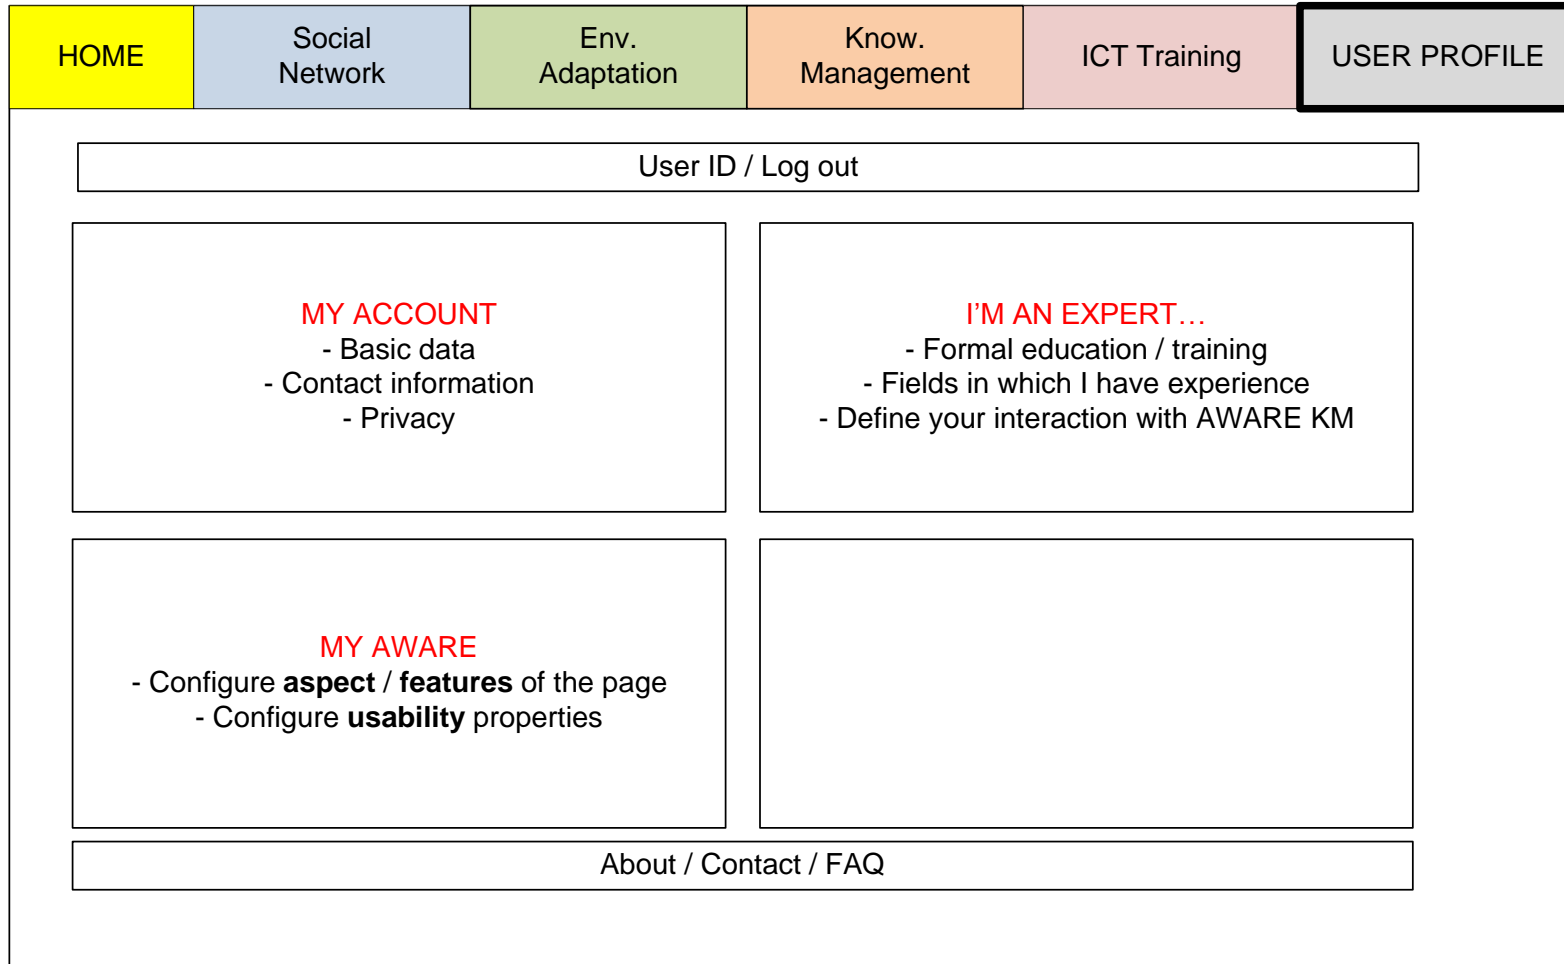 HOME
Social
Network
Env.
Adaptation
Know.
Management
ICT Training
USER PROFILE
User ID / Log out
MY ACCOUNT
- Basic data
- Contact information
- Privacy
I’M AN EXPERT…
- Formal education / training
- Fields in which I have experience
- Define your interaction with AWARE KM
MY AWARE
- Configure aspect / features of the page
- Configure usability properties
About / Contact / FAQ